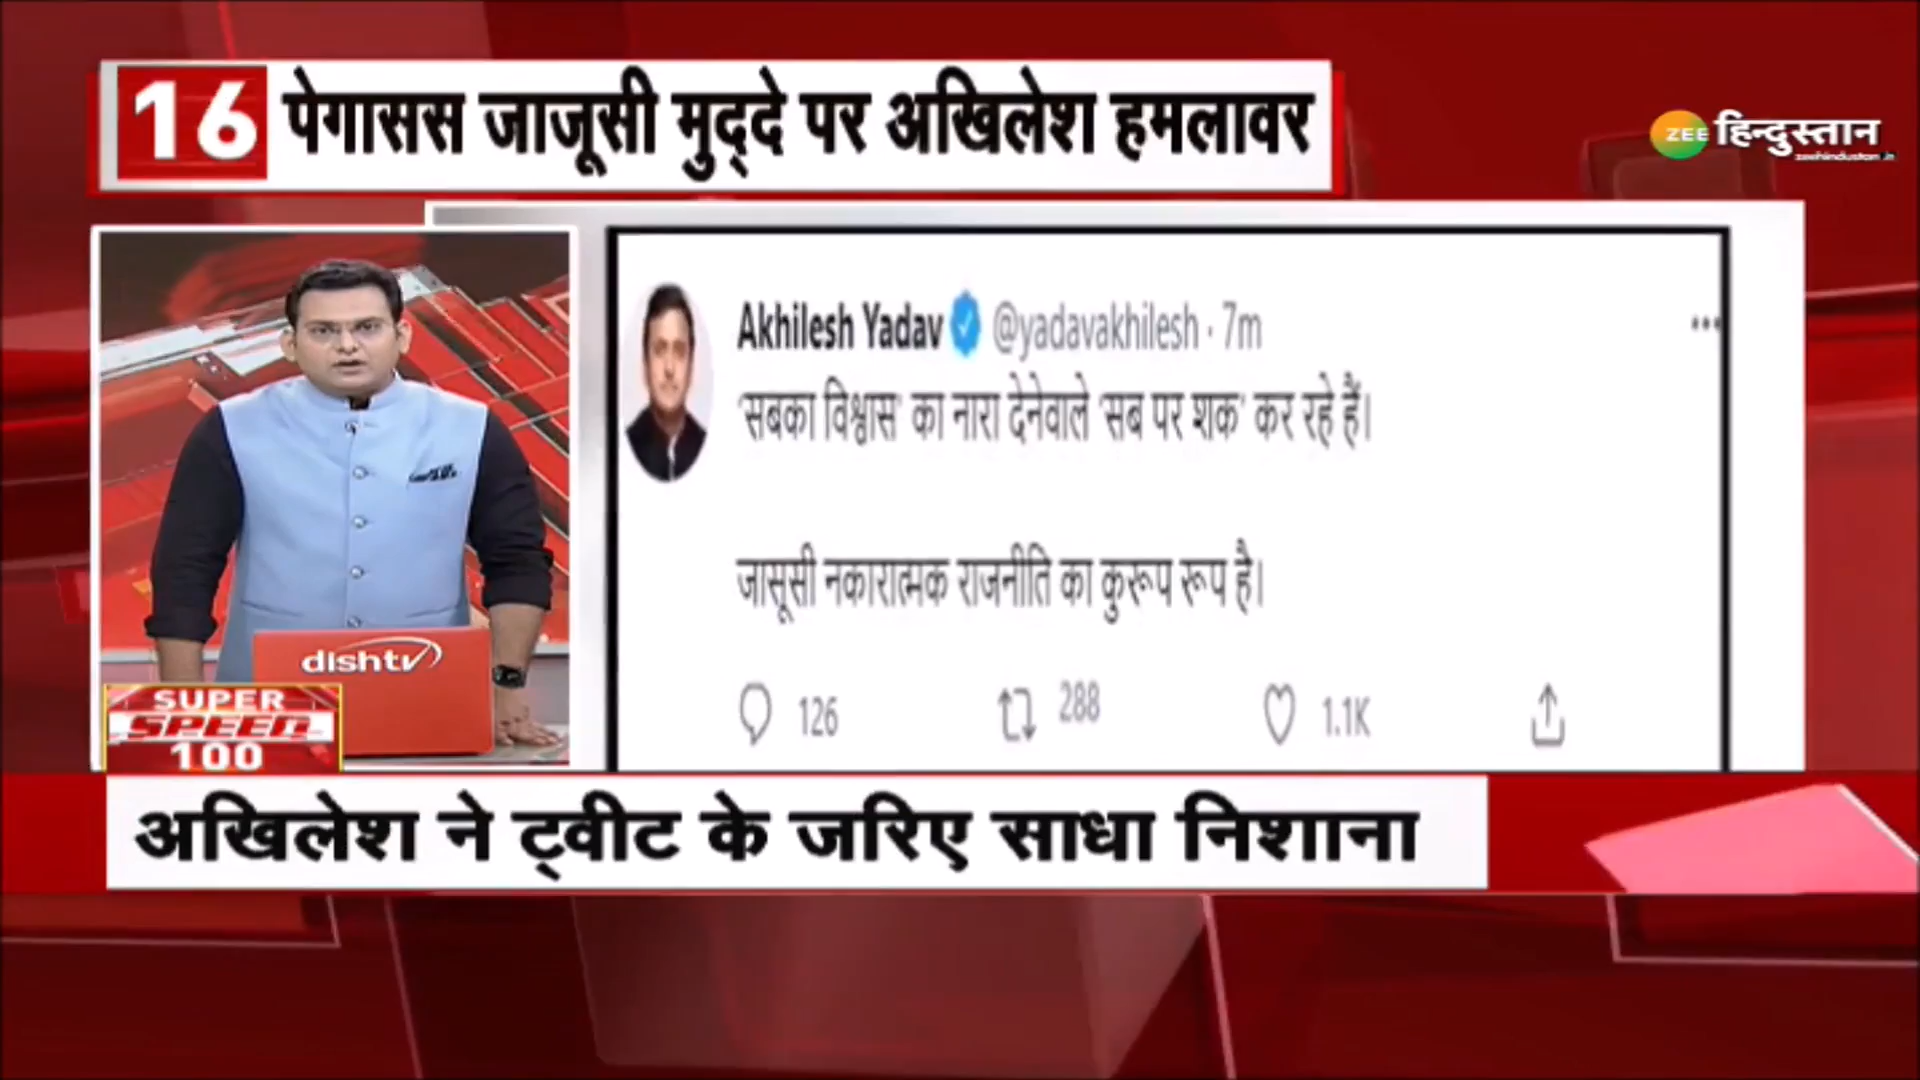 16 पेगासस जाजूसी मुद्दे पर अखिलेश हमलावर
ZEE हिन्दुस्तान
zeehindustan.in
Akhilesh Yadav @yadavakhilesh · 7m
'सबका विश्वास' का नारा देनेवाले 'सब पर शक' कर रहे हैं।
जासूसी नकारात्मक राजनीति का कुरूप रूप है।
126 288 1.1K
dishtv
SUPER
SPEED
100
अखिलेश ने ट्वीट के जरिए साधा निशाना